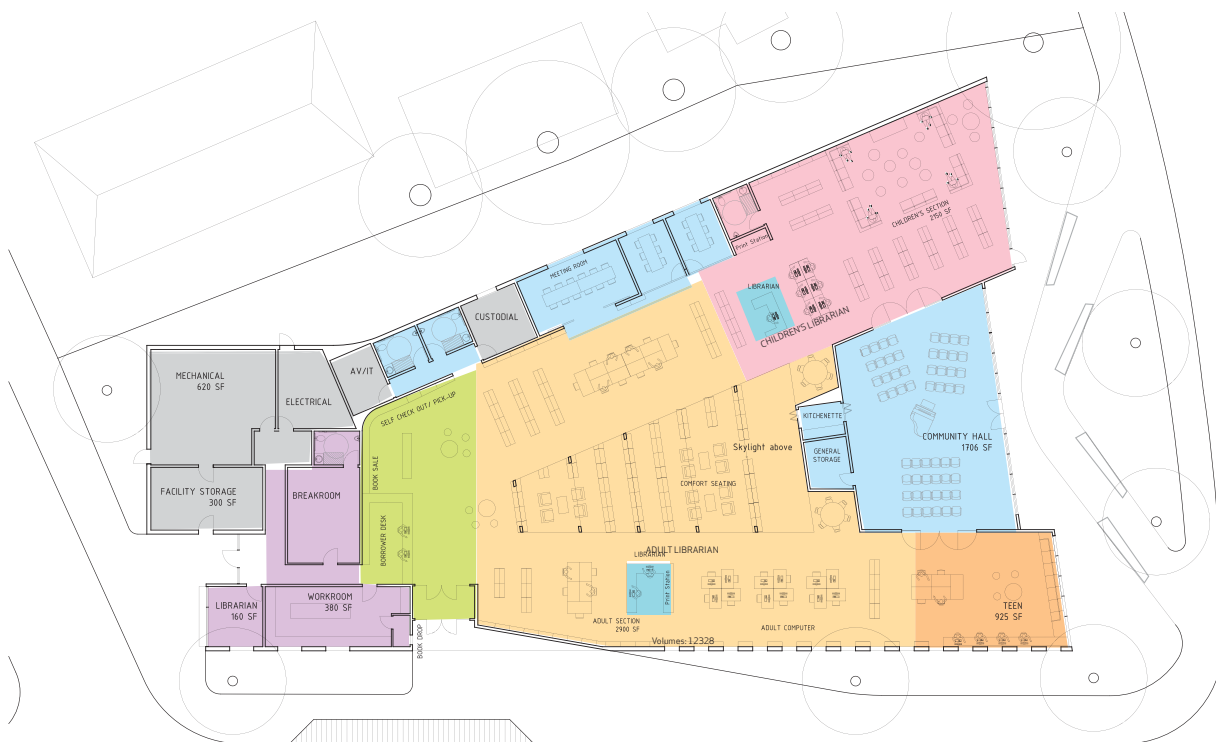 CHILDREN'S SECTION
2150 SF
Print Station
MEETING ROOM
LIBRARIAN
CHILDREN'S LIBRARIAN
CUSTODIAL
AV/IT
MECHANICAL
620 SF
ELECTRICAL
SELF CHECK OUT/ PICK-UP
KITCHENETTE
COMMUNITY HALL
1706 SF
Skylight above
GENERAL
STORAGE
BOOK SALE
COMFORT SEATING
FACILITY STORAGE
300 SF
BREAKROOM
BORROWER DESK
ADULT LIBRARIAN
LIBRARIAN
Print Station
LIBRARIAN
160 SF
WORKROOM
380 SF
TEEN
925 SF
ADULT SECTION
2900 SF
ADULT COMPUTER
BOOK DROP
Volumes: 12328